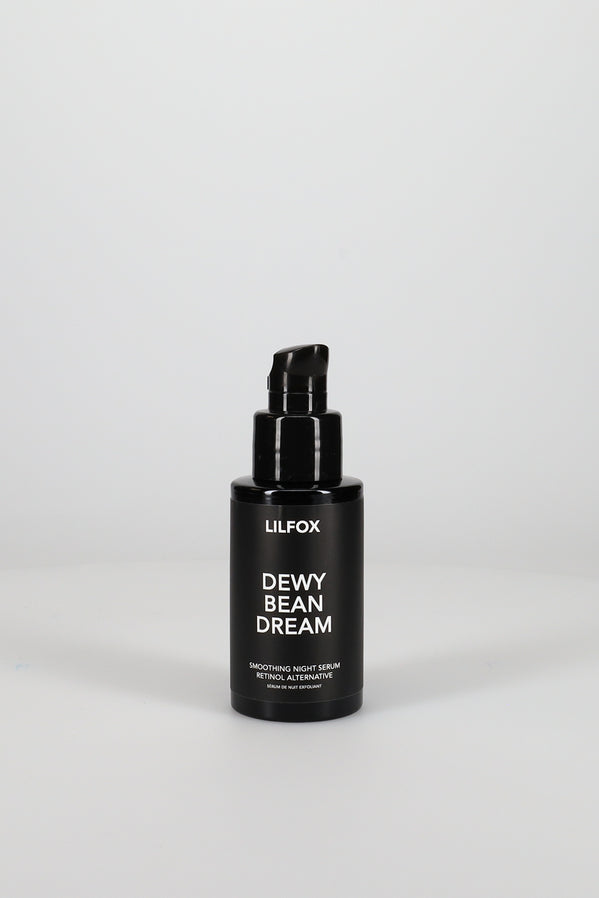 LILFOX
DEWY
BEAN
DREAM
SMOOTHING NIGHT SERUM
RETINOL ALTERNATIVE
SÉRUM DE NUIT EXFOLIANT